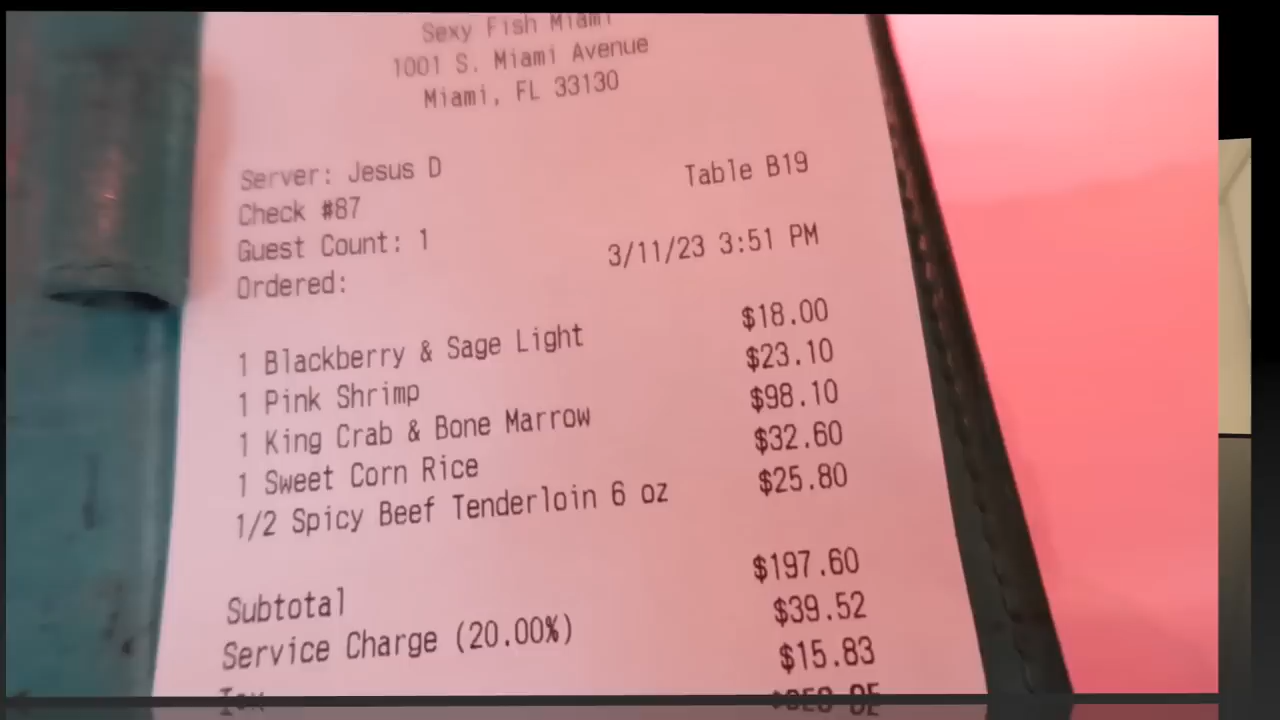 Sexy Fish Miami
1001 S. Miami Avenue
Miami, FL 33130
Server: Jesus D
Table B19
Check #87
Guest Count: 1
3/11/23 3:51 PM
Ordered:
1 Blackberry & Sage Light $18.00
1 Pink Shrimp $23.10
1 King Crab & Bone Marrow $98.10
1 Sweet Corn Rice $32.60
1/2 Spicy Beef Tenderloin 6 oz $25.80
Subtotal $197.60
Service Charge (20.00%) $39.52
Tax $15.83